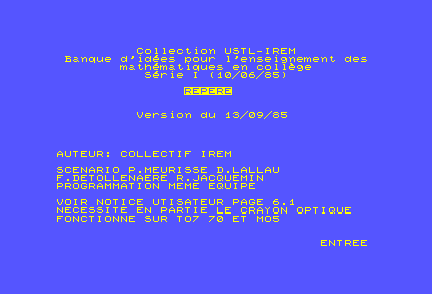 Collection USTL-IREM
Banque d'idées pour l'enseignement des
mathématiques en collège
Série I (10/06/85)
REPERE
Version du 13/09/85
AUTEUR: COLLECTIF IREM
SCENARIO P.MEURISSE D.LALLAU
F.DETOLLENAERE R.JACQUEMIN
PROGRAMMATION MEME EQUIPE
VOIR NOTICE UTISATEUR PAGE 6.1
NECESSITE EN PARTIE LE CRAYON OPTIQUE
FONCTIONNE SUR TO7 70 ET MO5
ENTREE